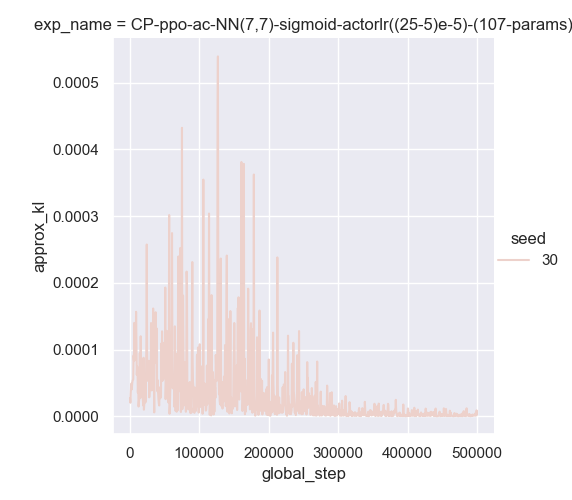 exp_name = CP-ppo-ac-NN(7,7)-sigmoid-actorlr((25-5)e-5)-(107-params)
0.0005
0.0004
0.0003
0.0002
0.0001
0.0000
approx_kl
0 100000 200000 300000 400000 500000
global_step
seed
30